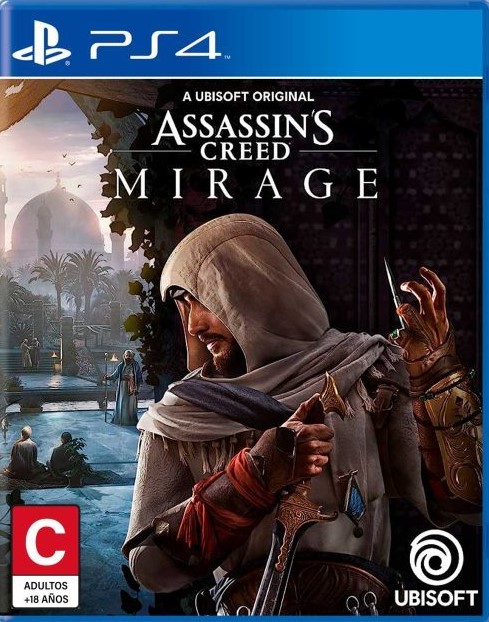 PS4
A UBISOFT ORIGINAL
ASSASSIN'S
CREED
MIRAGE
C
ADULTOS
+18 AÑOS
UBISOFT